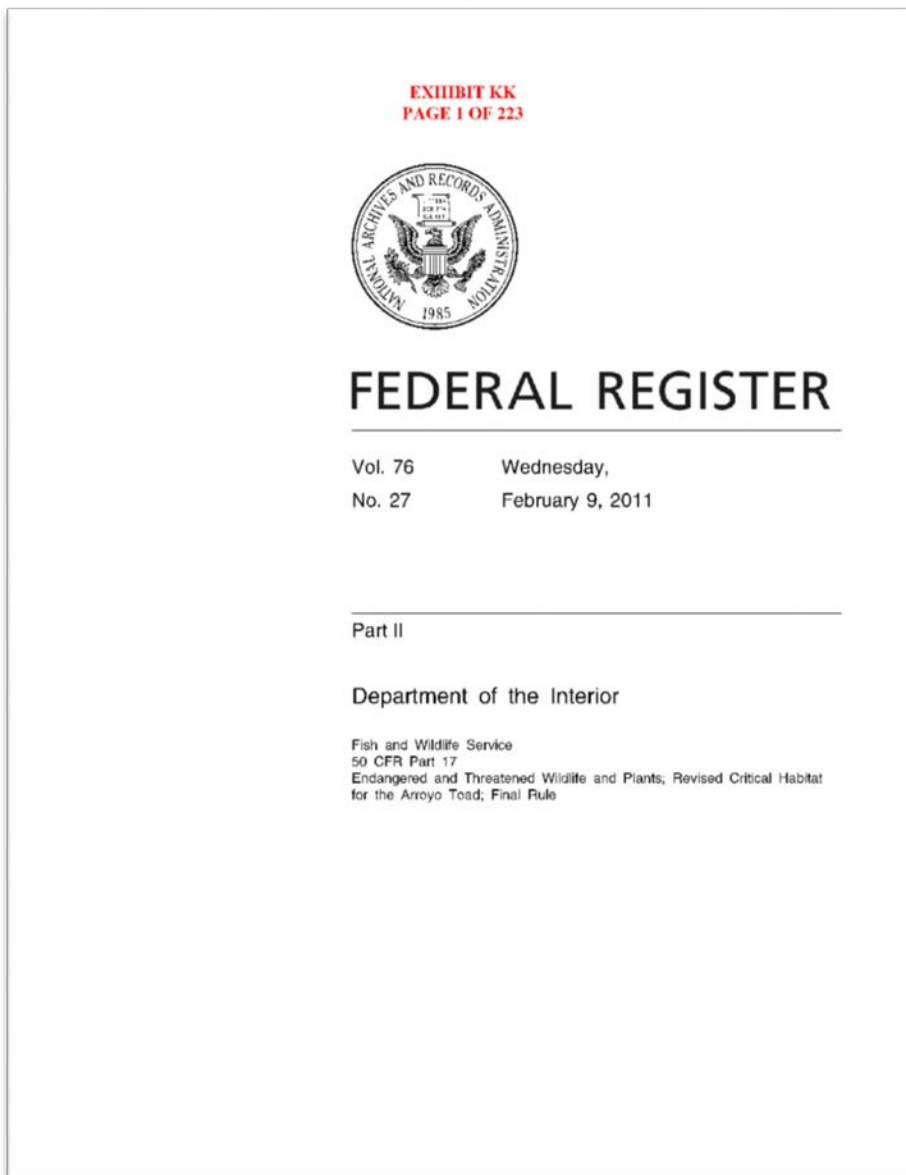 EXHIBIT KK
PAGE 1 OF 223
NATIONAL ARCHIVES AND RECORDS ADMINISTRATION
1985
FEDERAL REGISTER
Vol. 76 Wednesday,
No. 27 February 9, 2011
Part II
Department of the Interior
Fish and Wildlife Service
50 CFR Part 17
Endangered and Threatened Wildlife and Plants; Revised Critical Habitat
for the Arroyo Toad; Final Rule